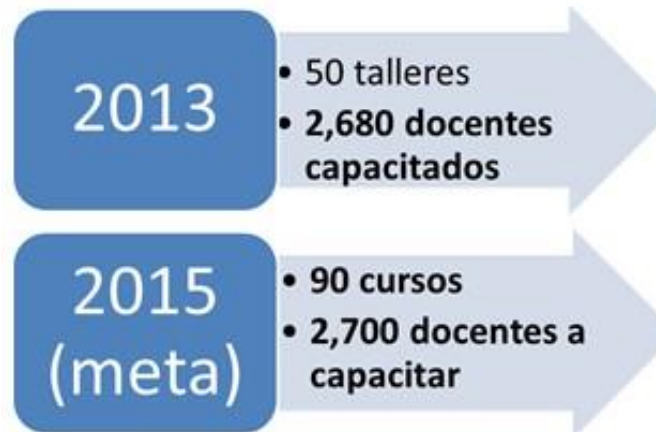 2013
• 50 talleres
• 2,680 docentes
capacitados
2015
(meta)
• 90 cursos
• 2,700 docentes a
capacitar